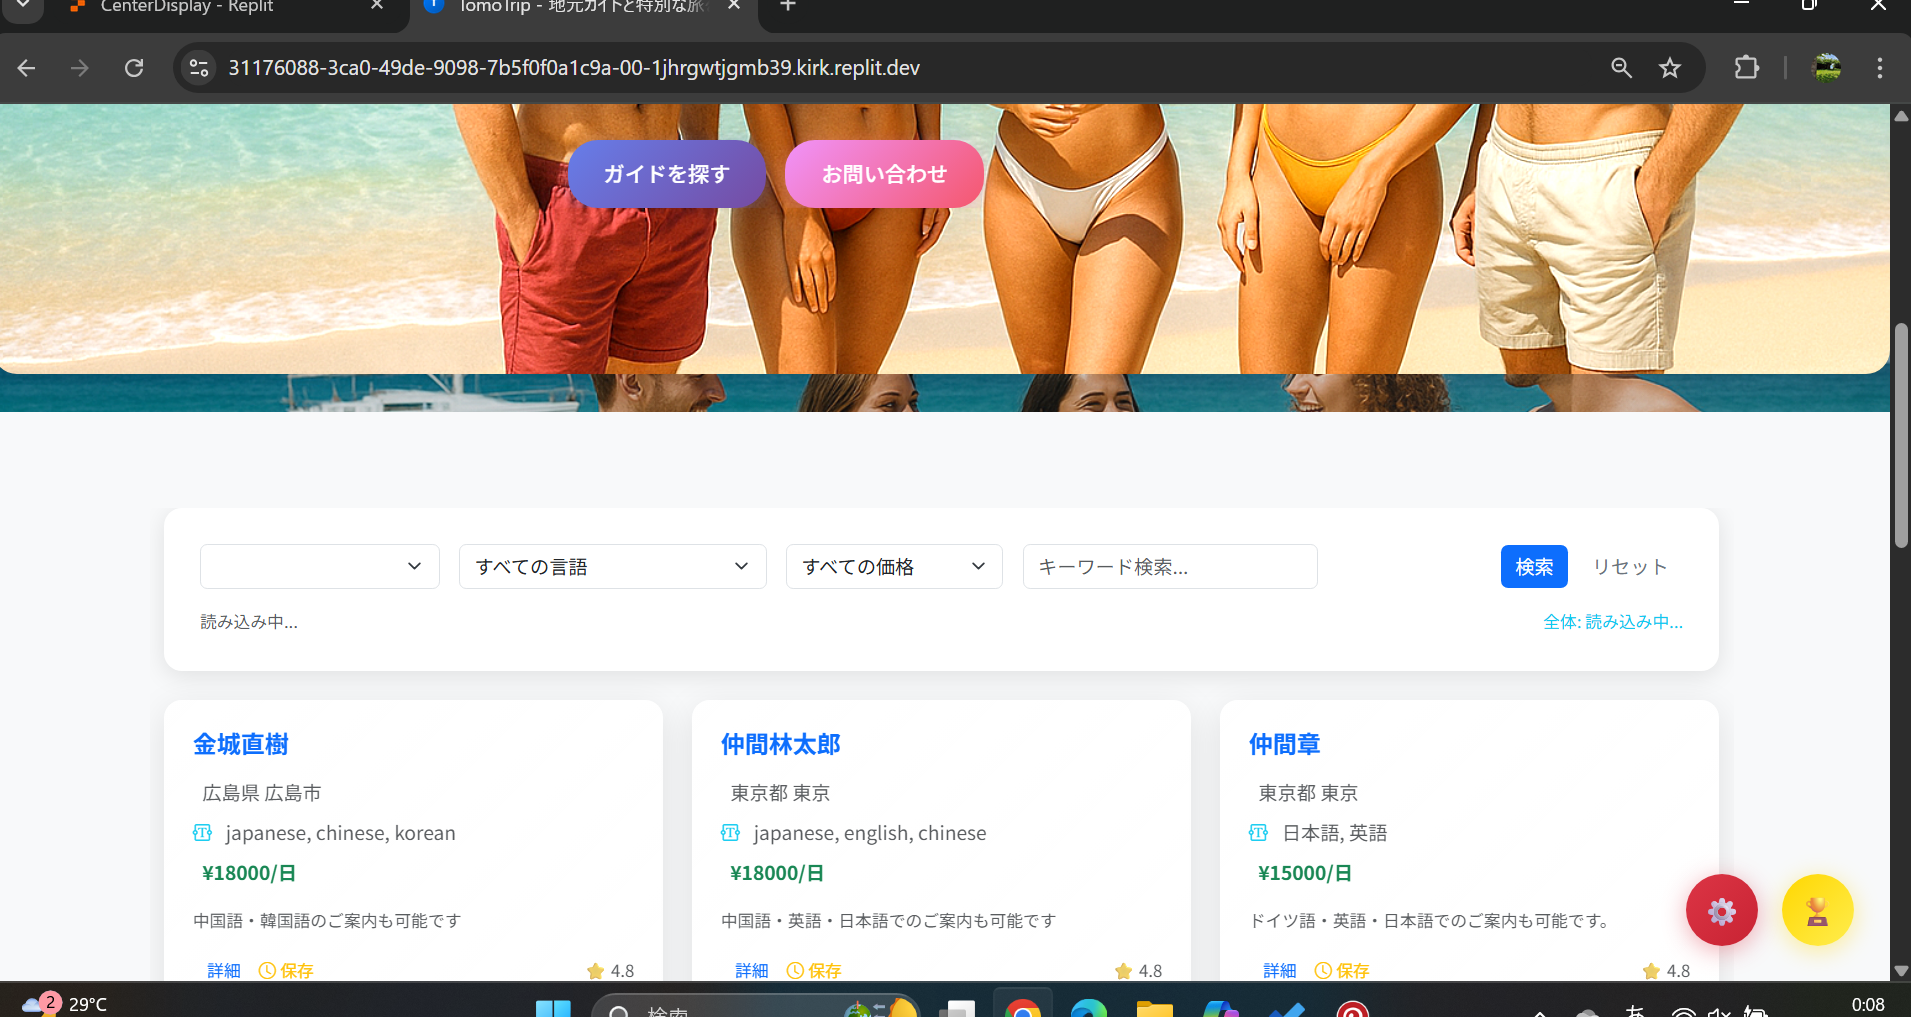 CenterDisplay - Replit
TomoTrip - 地元ガイドと特別な旅
31176088-3ca0-49de-9098-7b5f0f0a1c9a-00-1jhrgwtjgmb39.kirk.replit.dev
ガイドを探す
お問い合わせ
すべての言語
すべての価格
キーワード検索...
検索
リセット
読み込み中...
全体: 読み込み中...
金城直樹
広島県 広島市
japanese, chinese, korean
¥18000/日
中国語・韓国語のご案内も可能です
詳細
保存
4.8
仲間林太郎
東京都 東京
japanese, english, chinese
¥18000/日
中国語・英語・日本語でのご案内も可能です
詳細
保存
4.8
仲間章
東京都 東京
日本語, 英語
¥15000/日
ドイツ語・英語・日本語でのご案内も可能です。
詳細
保存
4.8
2
29°C
検索
あ
0:08